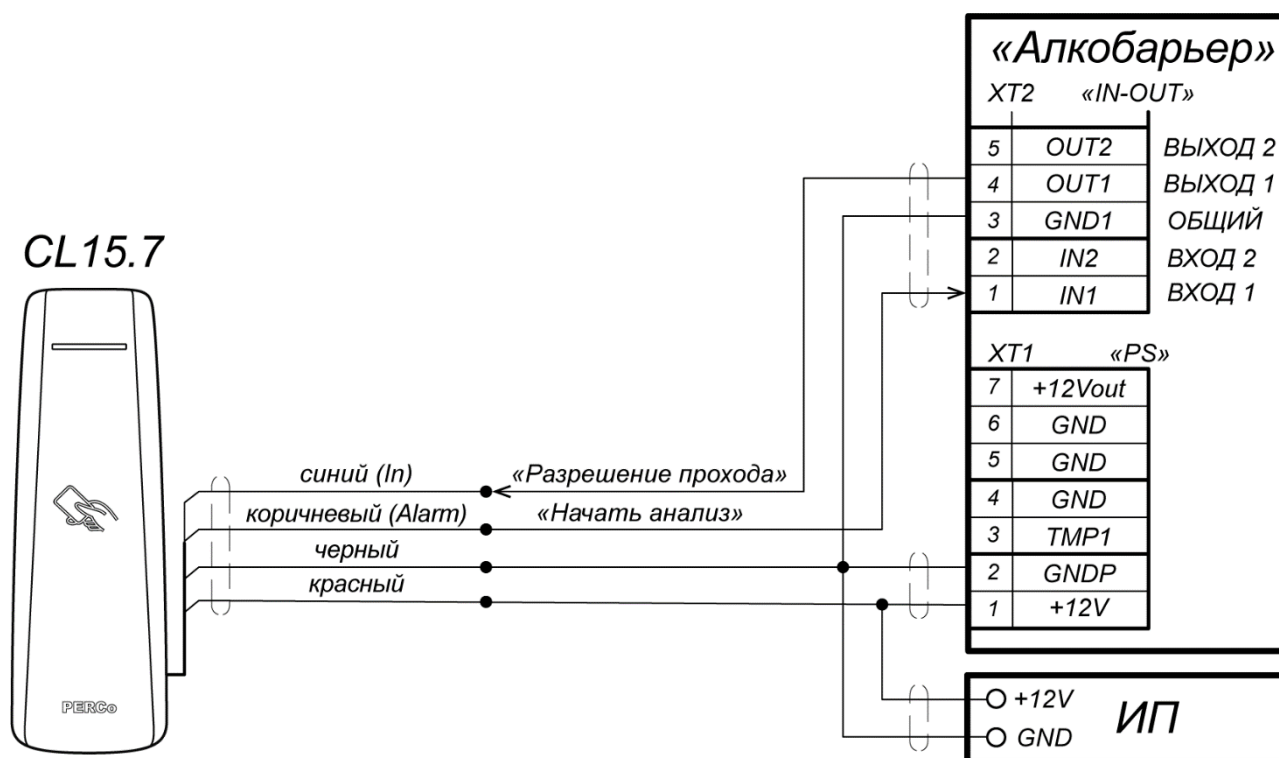 «Алкобарьер»
XT2 «IN-OUT»
5 OUT2 ВЫХОД 2
4 OUT1 ВЫХОД 1
3 GND1 ОБЩИЙ
2 IN2 ВХОД 2
1 IN1 ВХОД 1
XT1 «PS»
7 +12Vout
6 GND
5 GND
4 GND
3 TMP1
2 GNDP
1 +12V
CL15.7
PERCo
синий (In) «Разрешение прохода»
коричневый (Alarm) «Начать анализ»
черный
красный
+12V
GND
ИП